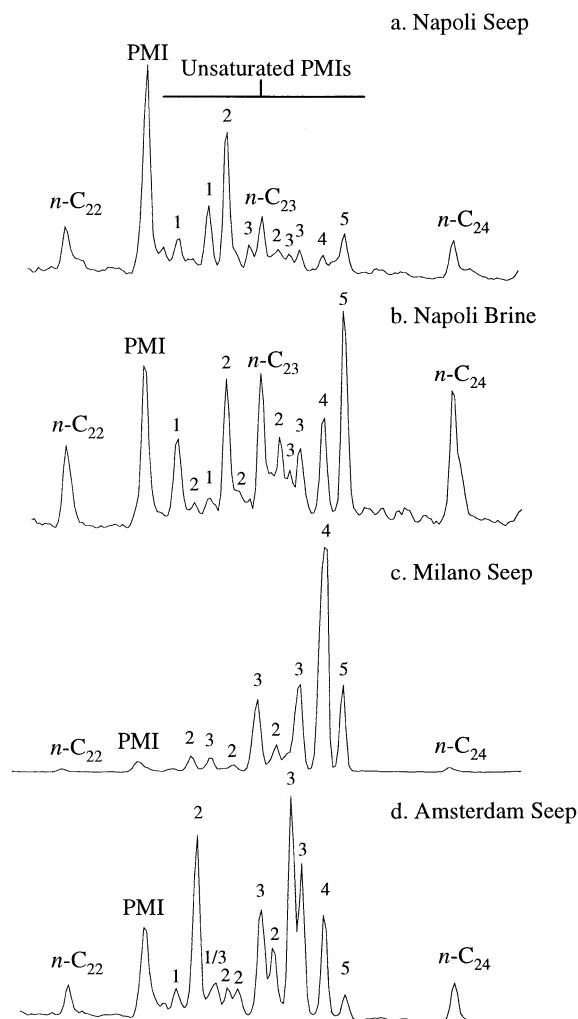 a. Napoli Seep
PMI
Unsaturated PMIs
2
n-C22
1
1
n-C23
3
2
3
3
4
5
n-C24
b. Napoli Brine
5
PMI
2
n-C23
n-C24
n-C22
1
2
1
2
2
3
3
4
4
c. Milano Seep
n-C22
PMI
2
3
2
3
2
3
5
n-C24
3
d. Amsterdam Seep
2
3
PMI
3
4
n-C22
1
1/3
2
2
2
5
n-C24